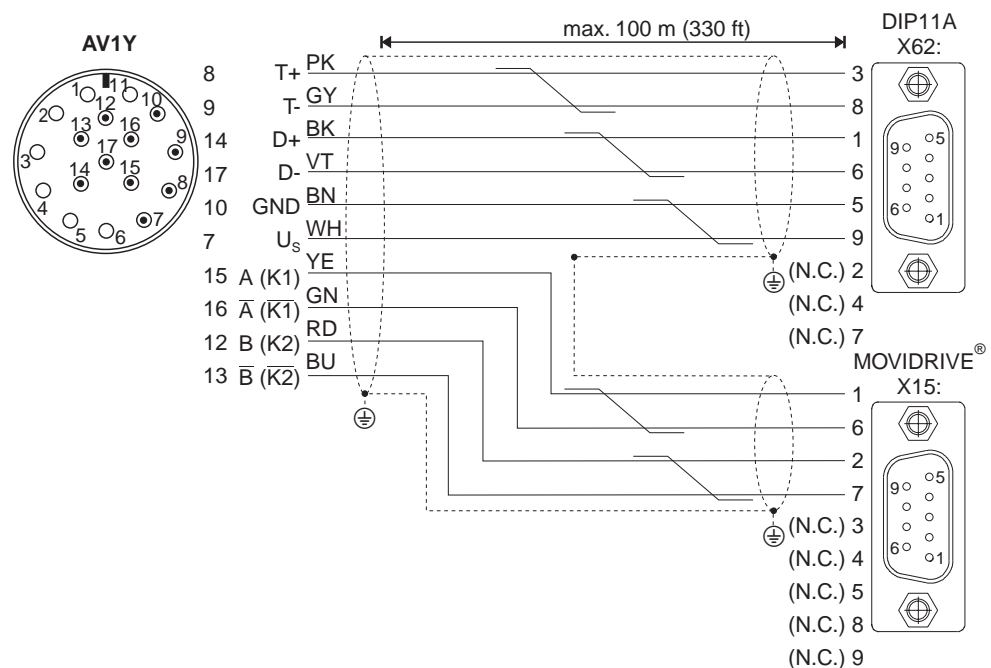 AV1Y
max. 100 m (330 ft)
DIP11A
X62:
1
2
3
4
5
6
7
8
9
10
11
12
13
14
15
16
17
8 T+ PK 3
9 T- GY 8
14 D+ BK 1
17 D- VT 6
10 GND BN 5
7 US WH 9
15 A (K1) YE
16 A̅ (K̅1̅) GN
12 B (K2) RD
13 B̅ (K̅2̅) BU
(N.C.) 2
(N.C.) 4
(N.C.) 7
9
5
6
1
MOVIDRIVE®
X15:
1
6
2
7
(N.C.) 3
(N.C.) 4
(N.C.) 5
(N.C.) 8
(N.C.) 9
9
5
6
1